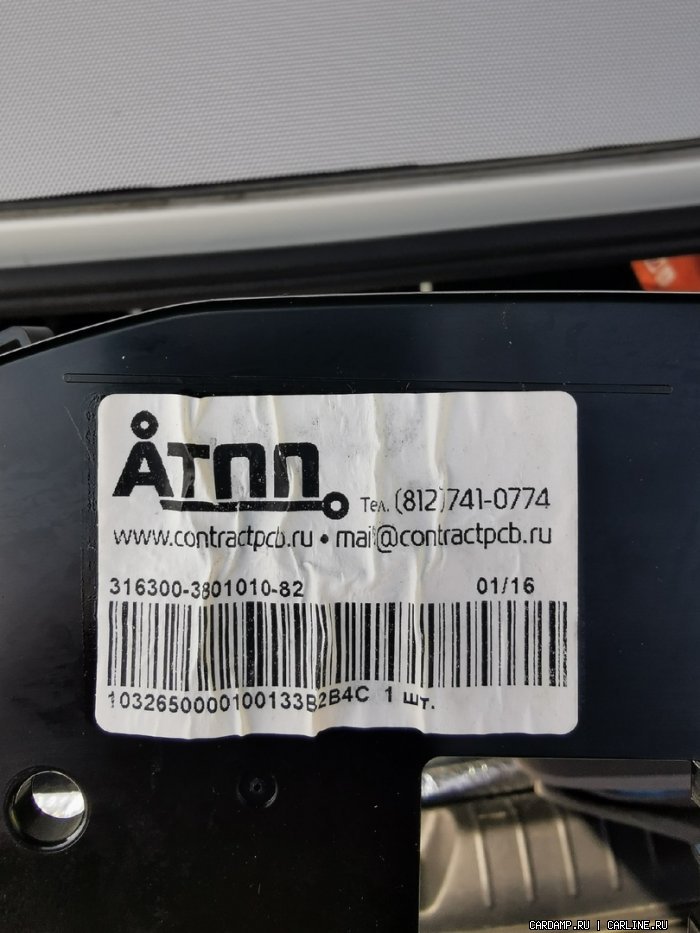 АТПП
Тел. (812)741-0774
www.contractpcb.ru • mail@contractpcb.ru
316300-3801010-82 01/16
1032650000100133B2B4C 1 шт.
CARDAMP.RU | CARLINE.RU